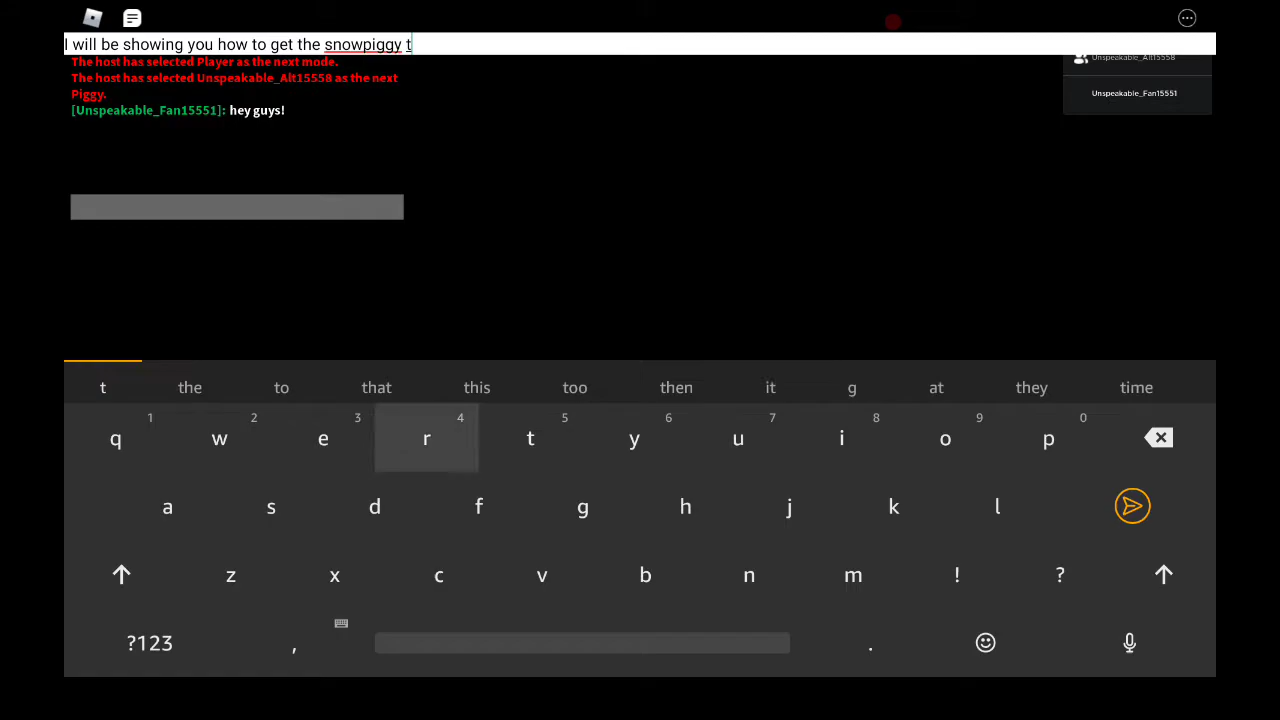 I will be showing you how to get the snowpiggy t
Unspeakable_Alt15558
The host has selected Player as the next mode.
The host has selected Unspeakable_Alt15558 as the next
Piggy.
Unspeakable_Fan15551
[Unspeakable_Fan15551]: hey guys!
t the to that this too then it g at they time
1 2 3 4 5 6 7 8 9 0
q w e r t y u i o p
a s d f g h j k l
z x c v b n m ! ?
?123 , .